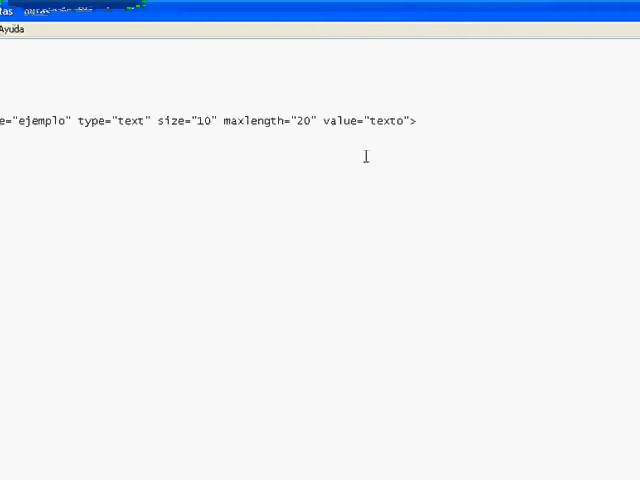 tas
Ayuda
e="ejemplo" type="text" size="10" maxlength="20" value="texto">